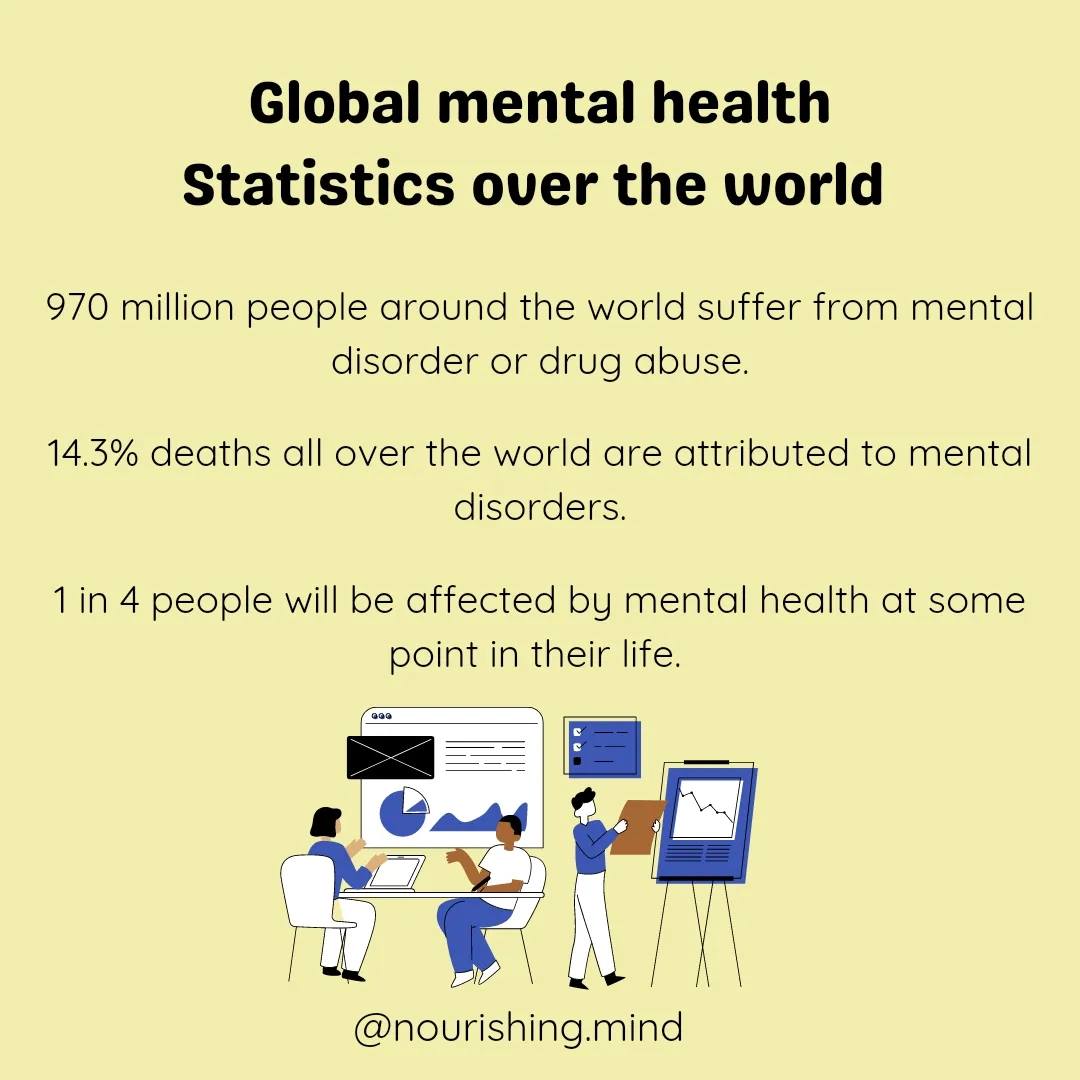 Global mental health
Statistics over the world
970 million people around the world suffer from mental
disorder or drug abuse.
14.3% deaths all over the world are attributed to mental
disorders.
1 in 4 people will be affected by mental health at some
point in their life.
@nourishing.mind